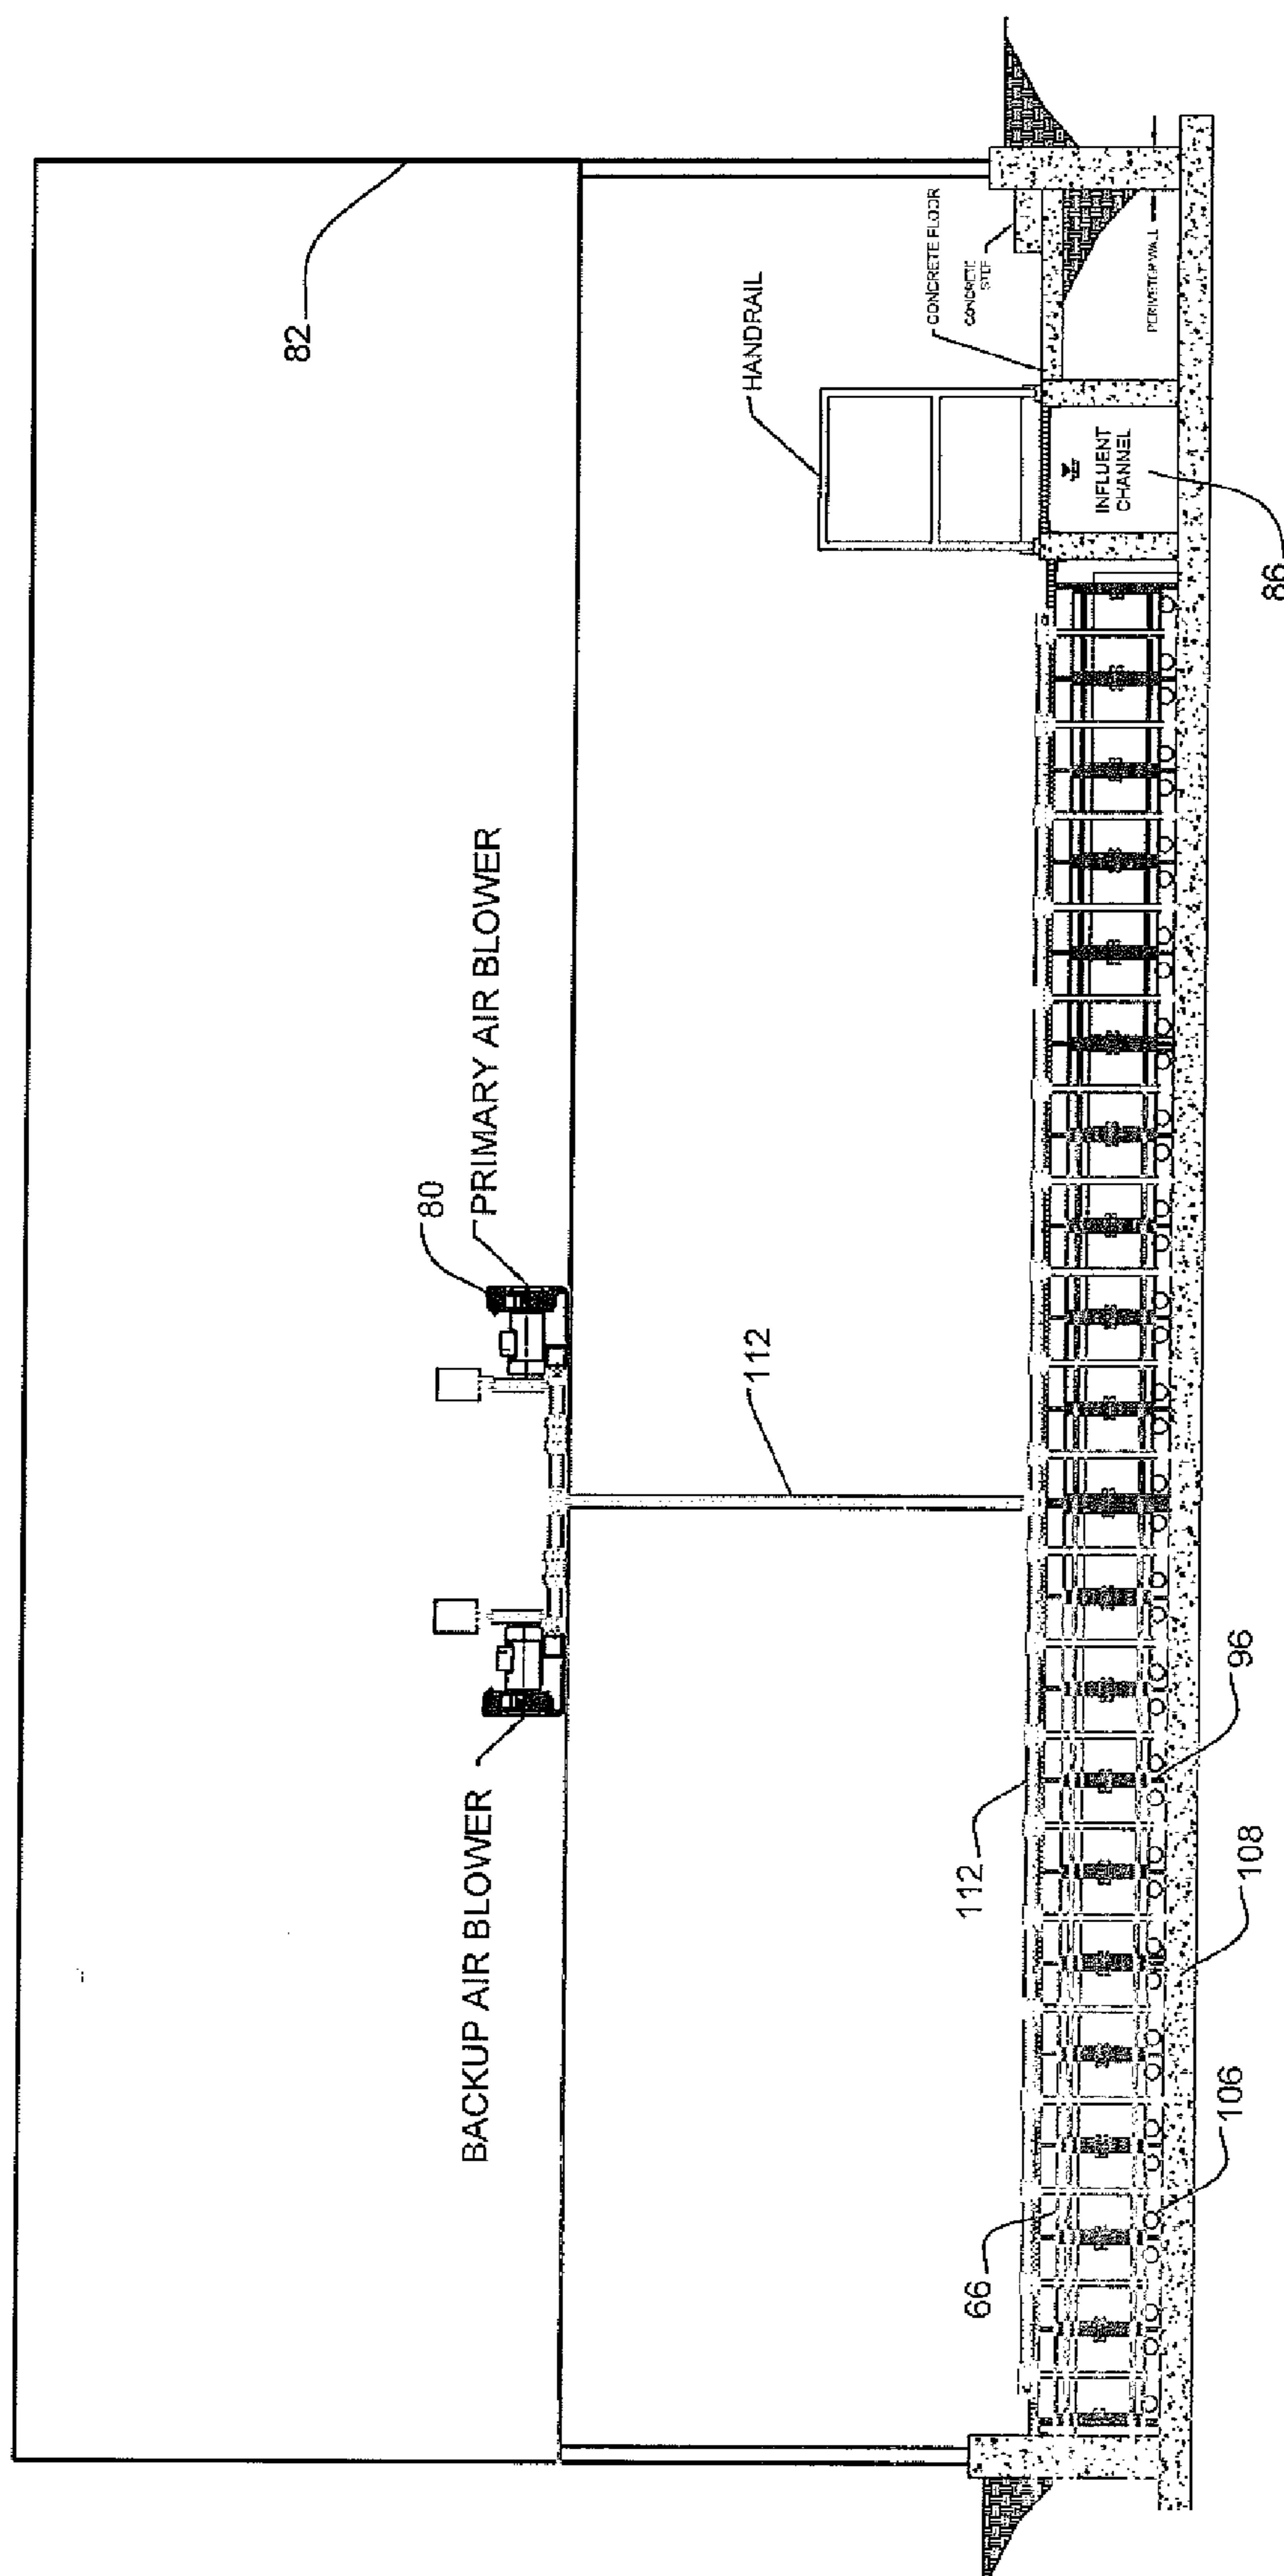 82
80
PRIMARY AIR BLOWER
BACKUP AIR BLOWER
112
HANDRAIL
CONCRETE FLOOR
CONCRETE
STEP
PERIMETER WALL
INFLUENT
CHANNEL
86
112
66
96
108
106